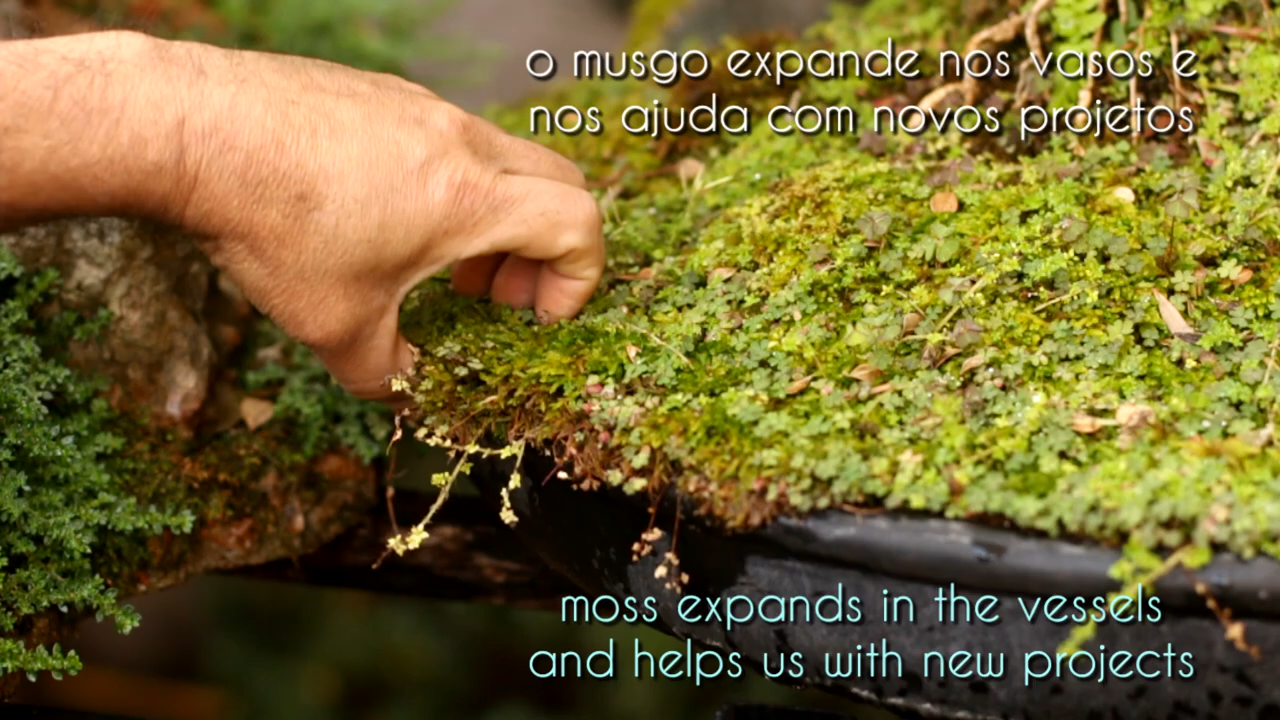 o musgo expande nos vasos e
nos ajuda com novos projetos
moss expands in the vessels
and helps us with new projects